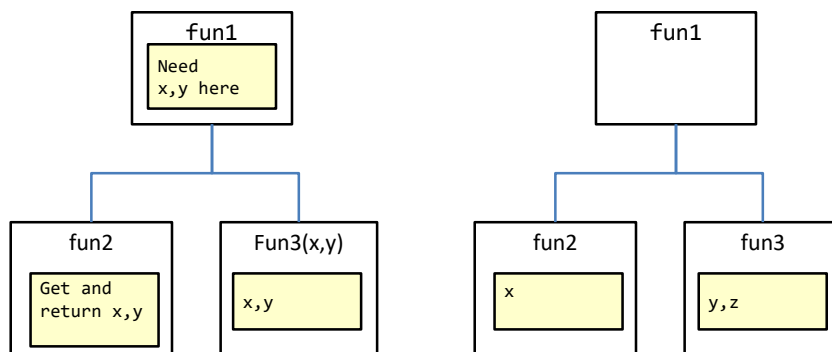 fun1
Need
x,y here
fun2
Get and
return x,y
Fun3(x,y)
x,y
fun1
fun2
x
fun3
y,z